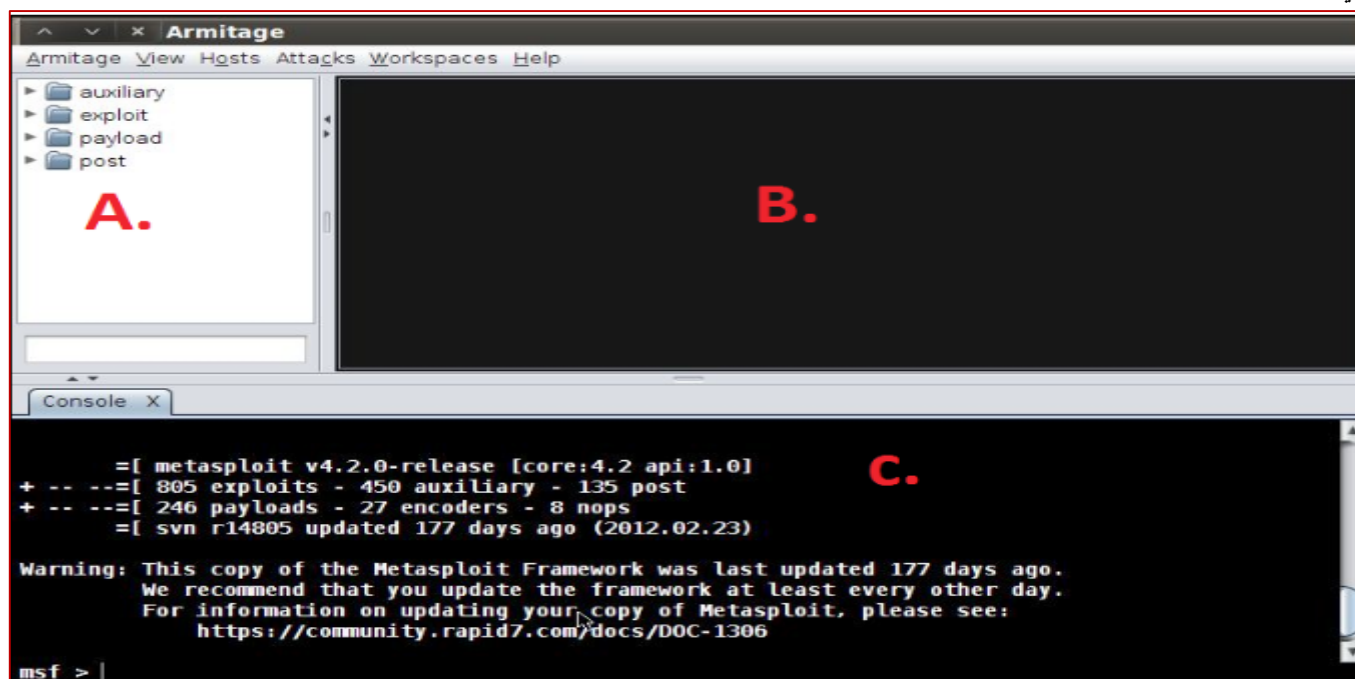 Armitage
Armitage View Hosts Attacks Workspaces Help
auxiliary
exploit
payload
post
A.
B.
Console X
=[ metasploit v4.2.0-release [core:4.2 api:1.0]
+ -- --=[ 805 exploits - 450 auxiliary - 135 post
+ -- --=[ 246 payloads - 27 encoders - 8 nops
=[ svn r14805 updated 177 days ago (2012.02.23)
C.
Warning: This copy of the Metasploit Framework was last updated 177 days ago.
We recommend that you update the framework at least every other day.
For information on updating your copy of Metasploit, please see:
https://community.rapid7.com/docs/DOC-1306
msf >